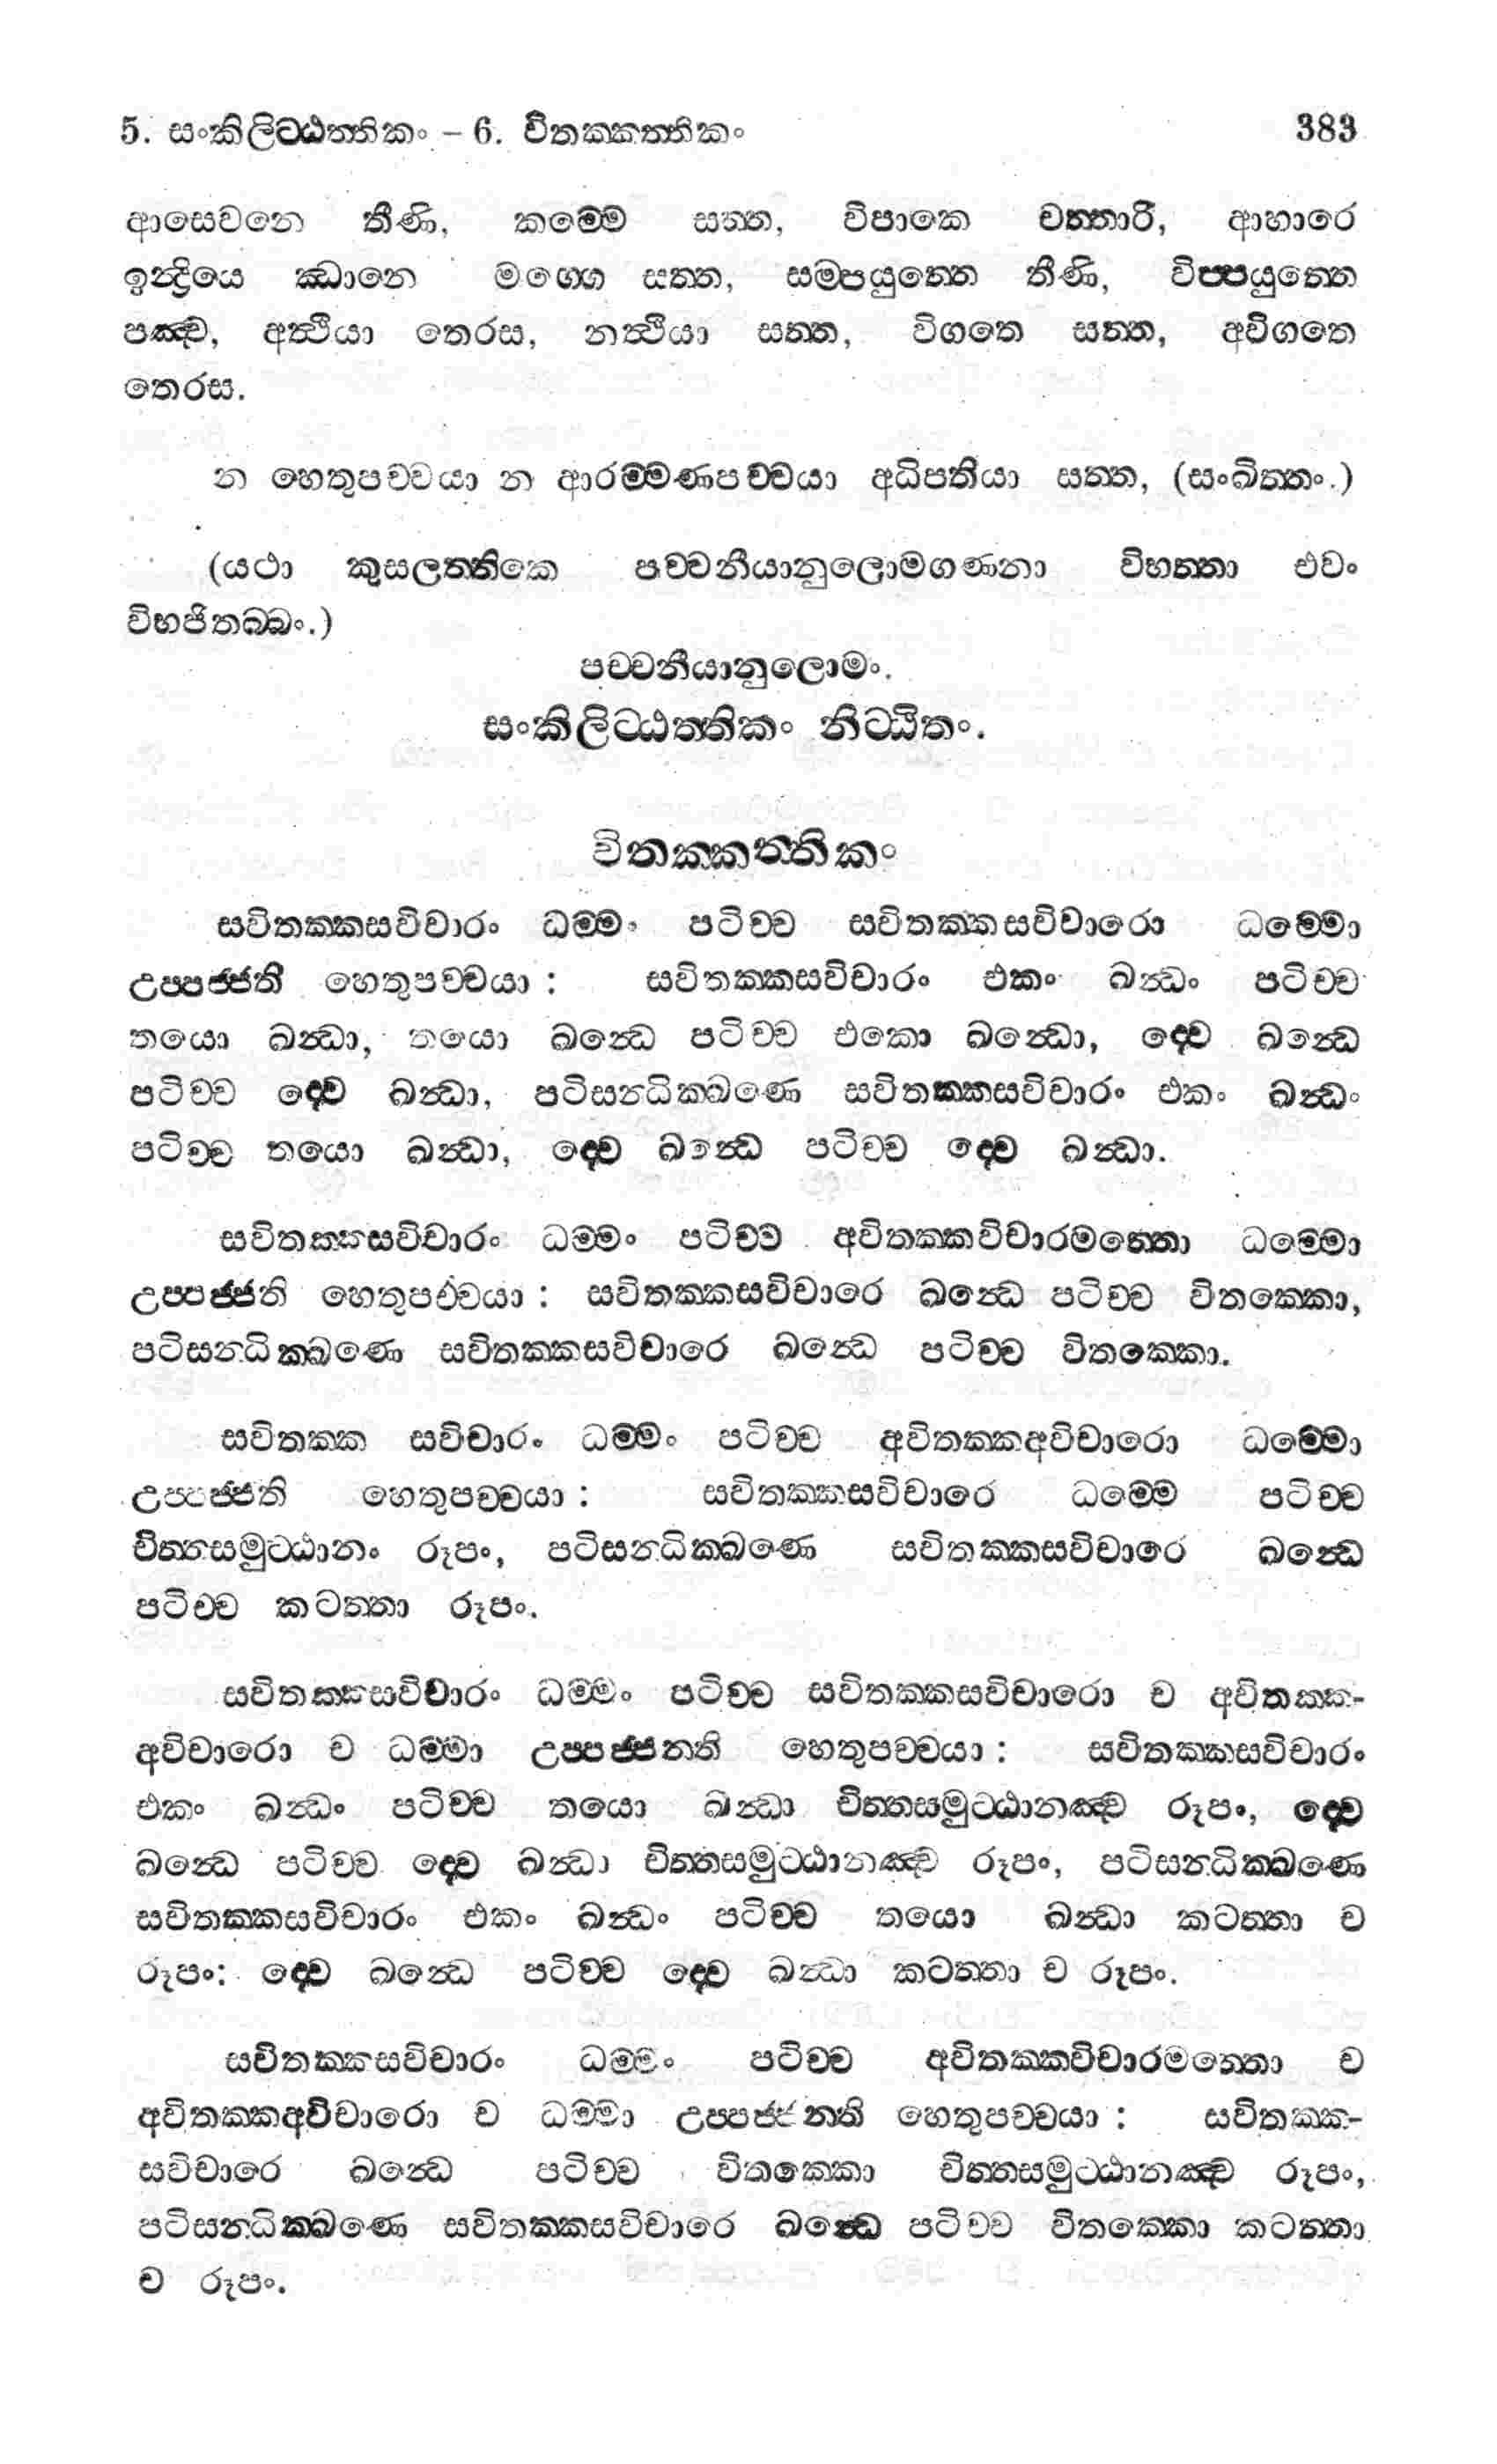 5. සංකිලිට්ඨත්තිකං – 6. විතක්කත්තිකං 383
ආසෙවනෙ තීණි, කම්මෙ සත්ත, විපාකෙ චත්තාරි, ආහාරෙ
ඉන්ද්‍රියෙ ඣානෙ මග්ගෙ සත්ත, සම්පයුත්තෙ තීණි, විප්පයුත්තෙ
පඤ්ච, අත්ථියා තෙරස, නත්ථියා සත්ත, විගතෙ සත්ත, අවිගතෙ
තෙරස.
න හෙතුපච්චයා න ආරම්මණපච්චයා අධිපතියා සත්ත, (සංඛිත්තං.)
(යථා කුසලත්තිකෙ පච්චනීයානුලොමගණනා විභත්තා එවං
විභජිතබ්බං.)
පච්චනීයානුලොමං.
සංකිලිට්ඨත්තිකං නිට්ඨිතං.
විතක්කත්තිකං
සවිතක්කසවිචාරං ධම්මං පටිච්ච සවිතක්කසවිචාරො ධම්මො
උප්පජ්ජති හෙතුපච්චයා : සවිතක්කසවිචාරං එකං ඛන්ධං පටිච්ච
තයො ඛන්ධා, තයො ඛන්ධෙ පටිච්ච එකො ඛන්ධො, ද්වෙ ඛන්ධෙ
පටිච්ච ද්වෙ ඛන්ධා, පටිසන්ධික්ඛණෙ සවිතක්කසවිචාරං එකං ඛන්ධං
පටිච්ච තයො ඛන්ධා, ද්වෙ ඛන්ධෙ පටිච්ච ද්වෙ ඛන්ධා.
සවිතක්කසවිචාරං ධම්මං පටිච්ච අවිතක්කවිචාරමත්තො ධම්මො
උප්පජ්ජති හෙතුපච්චයා : සවිතක්කසවිචාරෙ ඛන්ධෙ පටිච්ච විතක්කො,
පටිසන්ධික්ඛණෙ සවිතක්කසවිචාරෙ ඛන්ධෙ පටිච්ච විතක්කො.
සවිතක්ක සවිචාරං ධම්මං පටිච්ච අවිතක්කඅවිචාරො ධම්මො
උප්පජ්ජති හෙතුපච්චයා : සවිතක්කසවිචාරෙ ධම්මෙ පටිච්ච
චිත්තසමුට්ඨානං රූපං, පටිසන්ධික්ඛණෙ සවිතක්කසවිචාරෙ ඛන්ධෙ
පටිච්ච කටත්තා රූපං.
සවිතක්කසවිචාරං ධම්මං පටිච්ච සවිතක්කසවිචාරො ච අවිතක්ක-
අවිචාරො ච ධම්මා උප්පජ්ජන්ති හෙතුපච්චයා : සවිතක්කසවිචාරං
එකං ඛන්ධං පටිච්ච තයො ඛන්ධා චිත්තසමුට්ඨානඤ්ච රූපං, ද්වෙ
ඛන්ධෙ පටිච්ච ද්වෙ ඛන්ධා චිත්තසමුට්ඨානඤ්ච රූපං, පටිසන්ධික්ඛණෙ
සවිතක්කසවිචාරං එකං ඛන්ධං පටිච්ච තයො ඛන්ධා කටත්තා ච
රූපං: ද්වෙ ඛන්ධෙ පටිච්ච ද්වෙ ඛන්ධා කටත්තා ච රූපං.
සවිතක්කසවිචාරං ධම්මං පටිච්ච අවිතක්කවිචාරමත්තො ච
අවිතක්කඅවිචාරො ච ධම්මා උප්පජ්ජන්ති හෙතුපච්චයා : සවිතක්ක-
සවිචාරෙ ඛන්ධෙ පටිච්ච විතක්කො චිත්තසමුට්ඨානඤ්ච රූපං,
පටිසන්ධික්ඛණෙ සවිතක්කසවිචාරෙ ඛන්ධෙ පටිච්ච විතක්කො කටත්තා
ච රූපං.